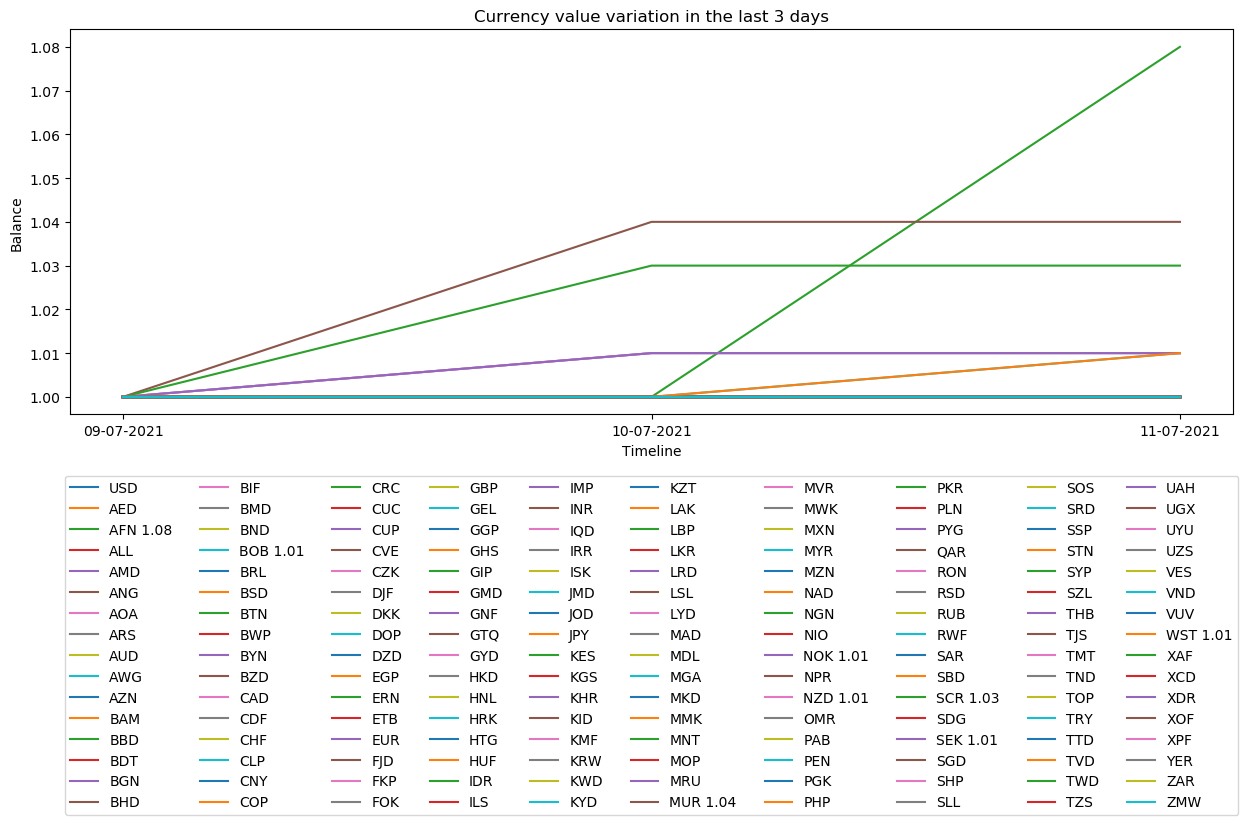 Currency value variation in the last 3 days
Balance
1.08
1.07
1.06
1.05
1.04
1.03
1.02
1.01
1.00
09-07-2021 10-07-2021 11-07-2021
Timeline
USD BIF CRC GBP IMP KZT MVR PKR SOS UAH
AED BMD CUC GEL INR LAK MWK PLN SRD UGX
AFN 1.08 BND CUP GGP IQD LBP MXN PYG SSP UYU
ALL BOB 1.01 CVE GHS IRR LKR MYR QAR STN UZS
AMD BRL CZK GIP ISK LRD MZN RON SYP VES
ANG BSD DJF GMD JMD LSL NAD RSD SZL VND
AOA BTN DKK GNF JOD LYD NGN RUB THB VUV
ARS BWP DOP GTQ JPY MAD NIO RWF TJS WST 1.01
AUD BYN DZD GYD KES MDL NOK 1.01 SAR TMT XAF
AWG BZD EGP HKD KGS MGA NPR SBD TND XCD
AZN CAD ERN HNL KHR MKD NZD 1.01 SCR 1.03 TOP XDR
BAM CDF ETB HRK KID MMK OMR SDG TRY XOF
BBD CHF EUR HTG KMF MNT PAB SEK 1.01 TTD XPF
BDT CLP FJD HUF KRW MOP PEN SGD TVD YER
BGN CNY FKP IDR KWD MRU PGK SHP TWD ZAR
BHD COP FOK ILS KYD MUR 1.04 PHP SLL TZS ZMW